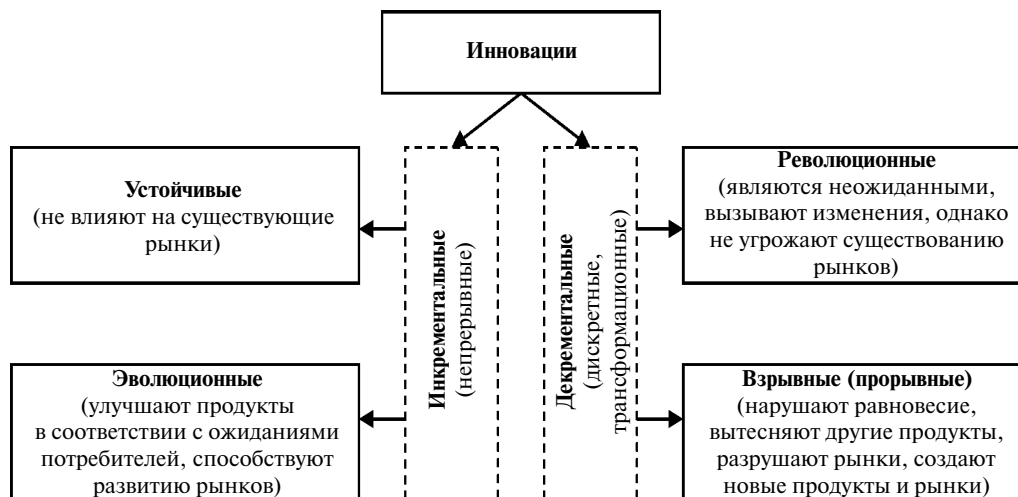 Инновации
Устойчивые
(не влияют на существующие
рынки)
Эволюционные
(улучшают продукты
в соответствии с ожиданиями
потребителей, способствуют
развитию рынков)
Инкрементальные
(непрерывные)
Декрементальные
(дискретные,
трансформационные)
Революционные
(являются неожиданными,
вызывают изменения, однако
не угрожают существованию
рынков)
Взрывные (прорывные)
(нарушают равновесие,
вытесняют другие продукты,
разрушают рынки, создают
новые продукты и рынки)